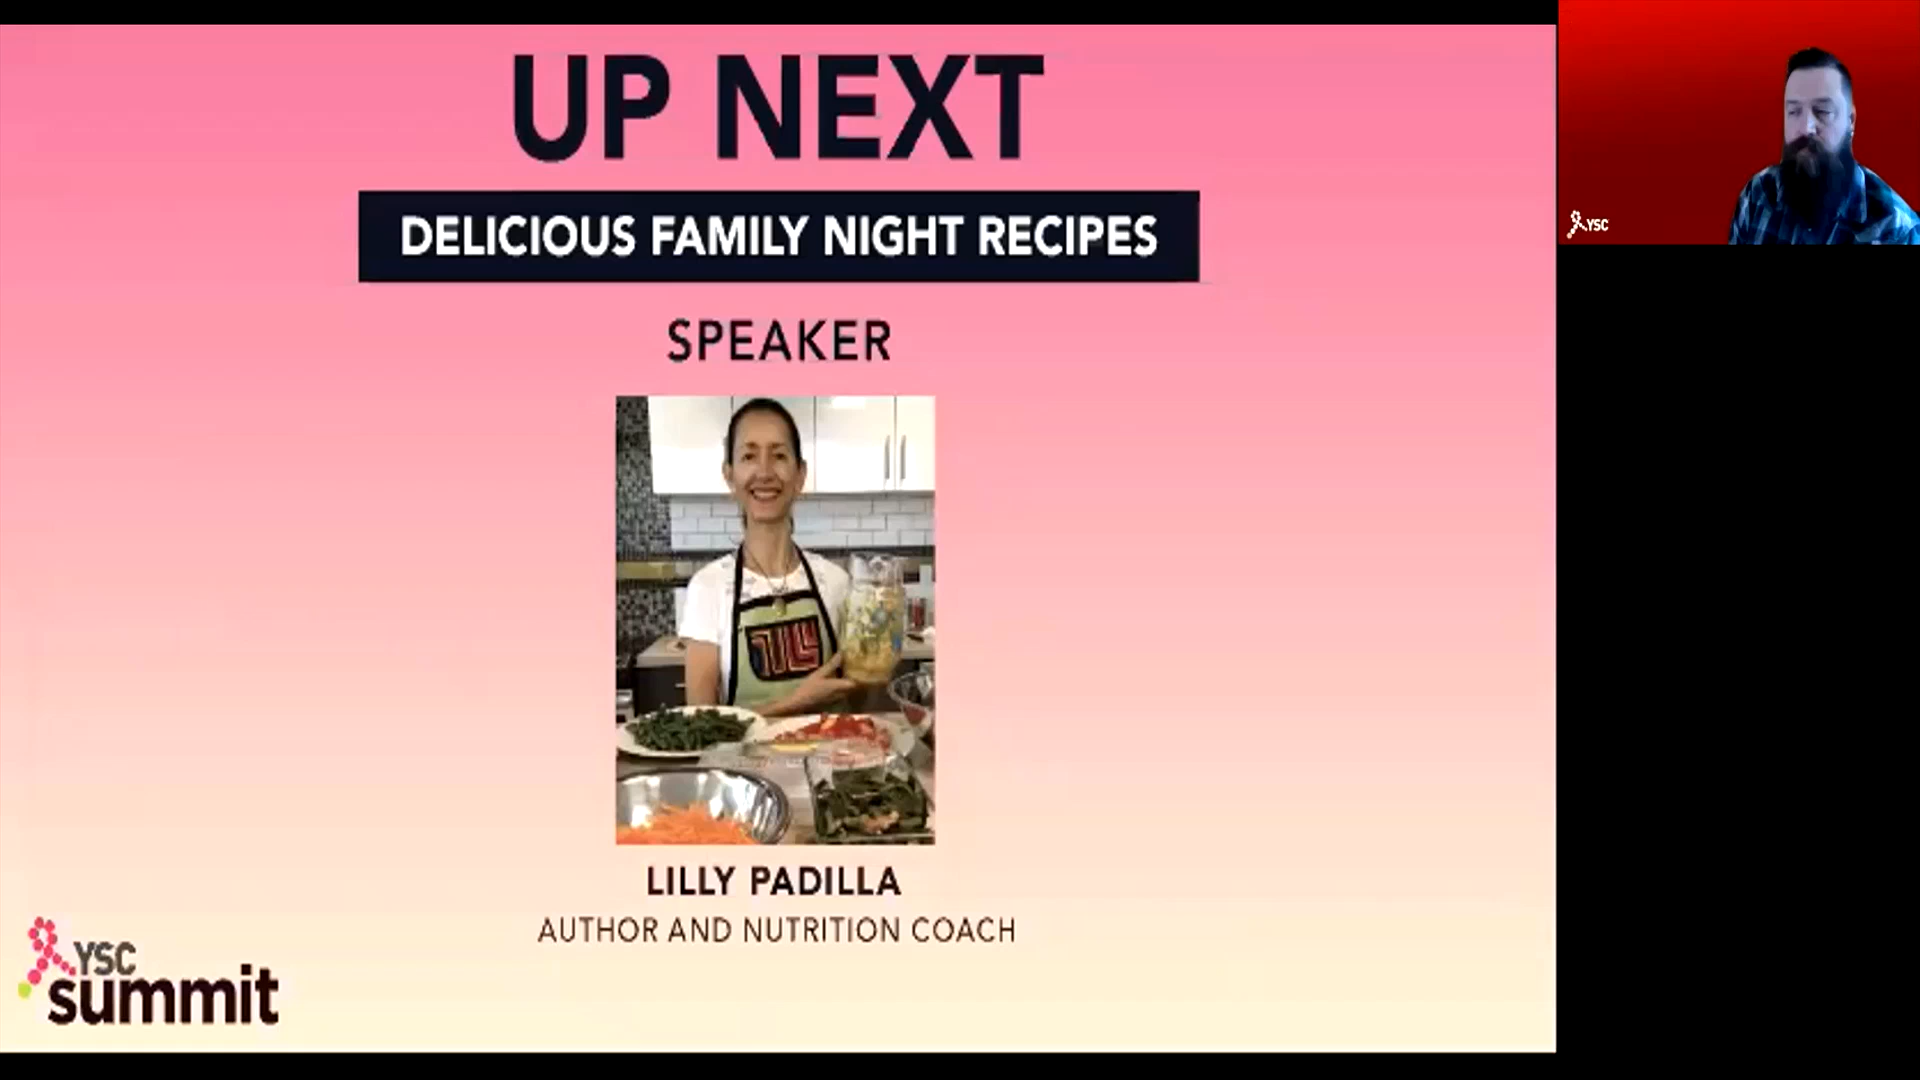 UP NEXT
DELICIOUS FAMILY NIGHT RECIPES
SPEAKER
LILLY PADILLA
AUTHOR AND NUTRITION COACH
YSC
summit
YSC